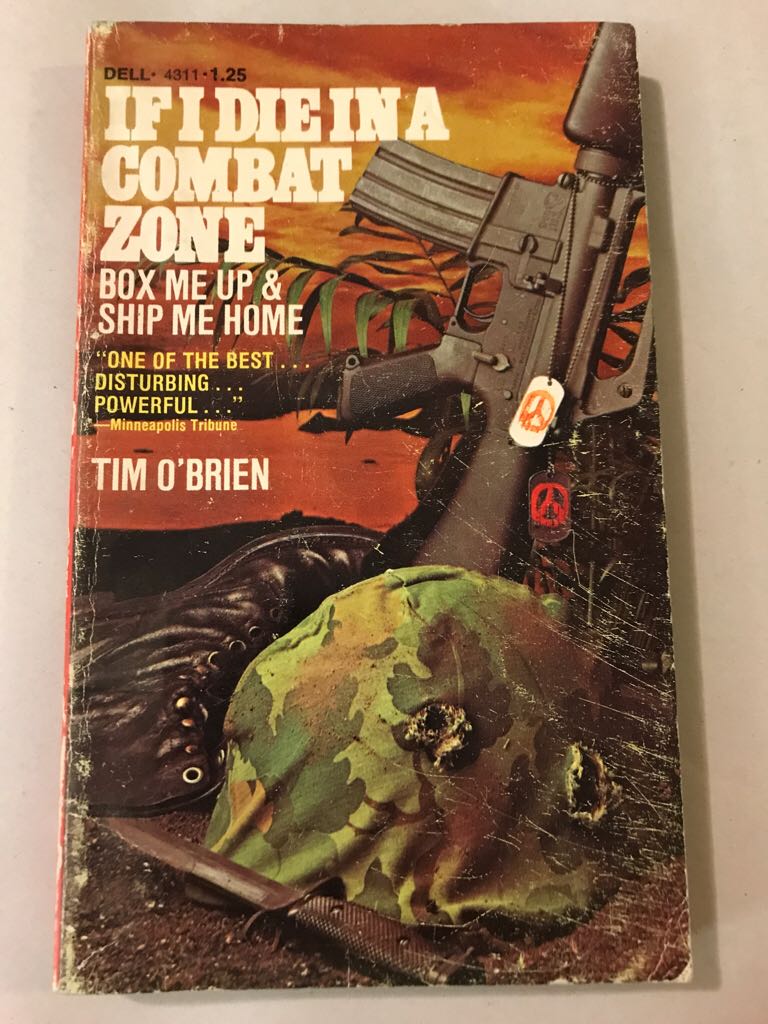 DELL• 4311•1.25
IF I DIE IN A
COMBAT
ZONE
BOX ME UP &
SHIP ME HOME
"ONE OF THE BEST . . .
DISTURBING . . .
POWERFUL . . ."
—Minneapolis Tribune
TIM O'BRIEN